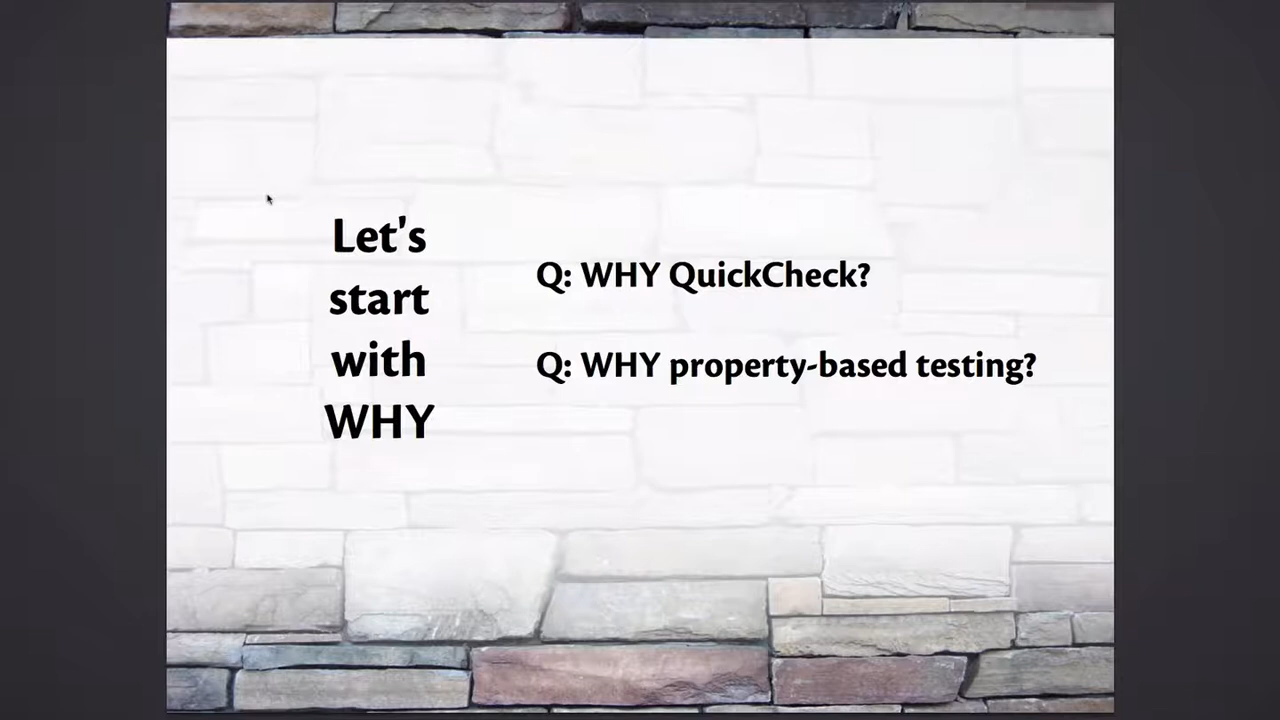 Let's
start
with
WHY
Q: WHY QuickCheck?
Q: WHY property-based testing?